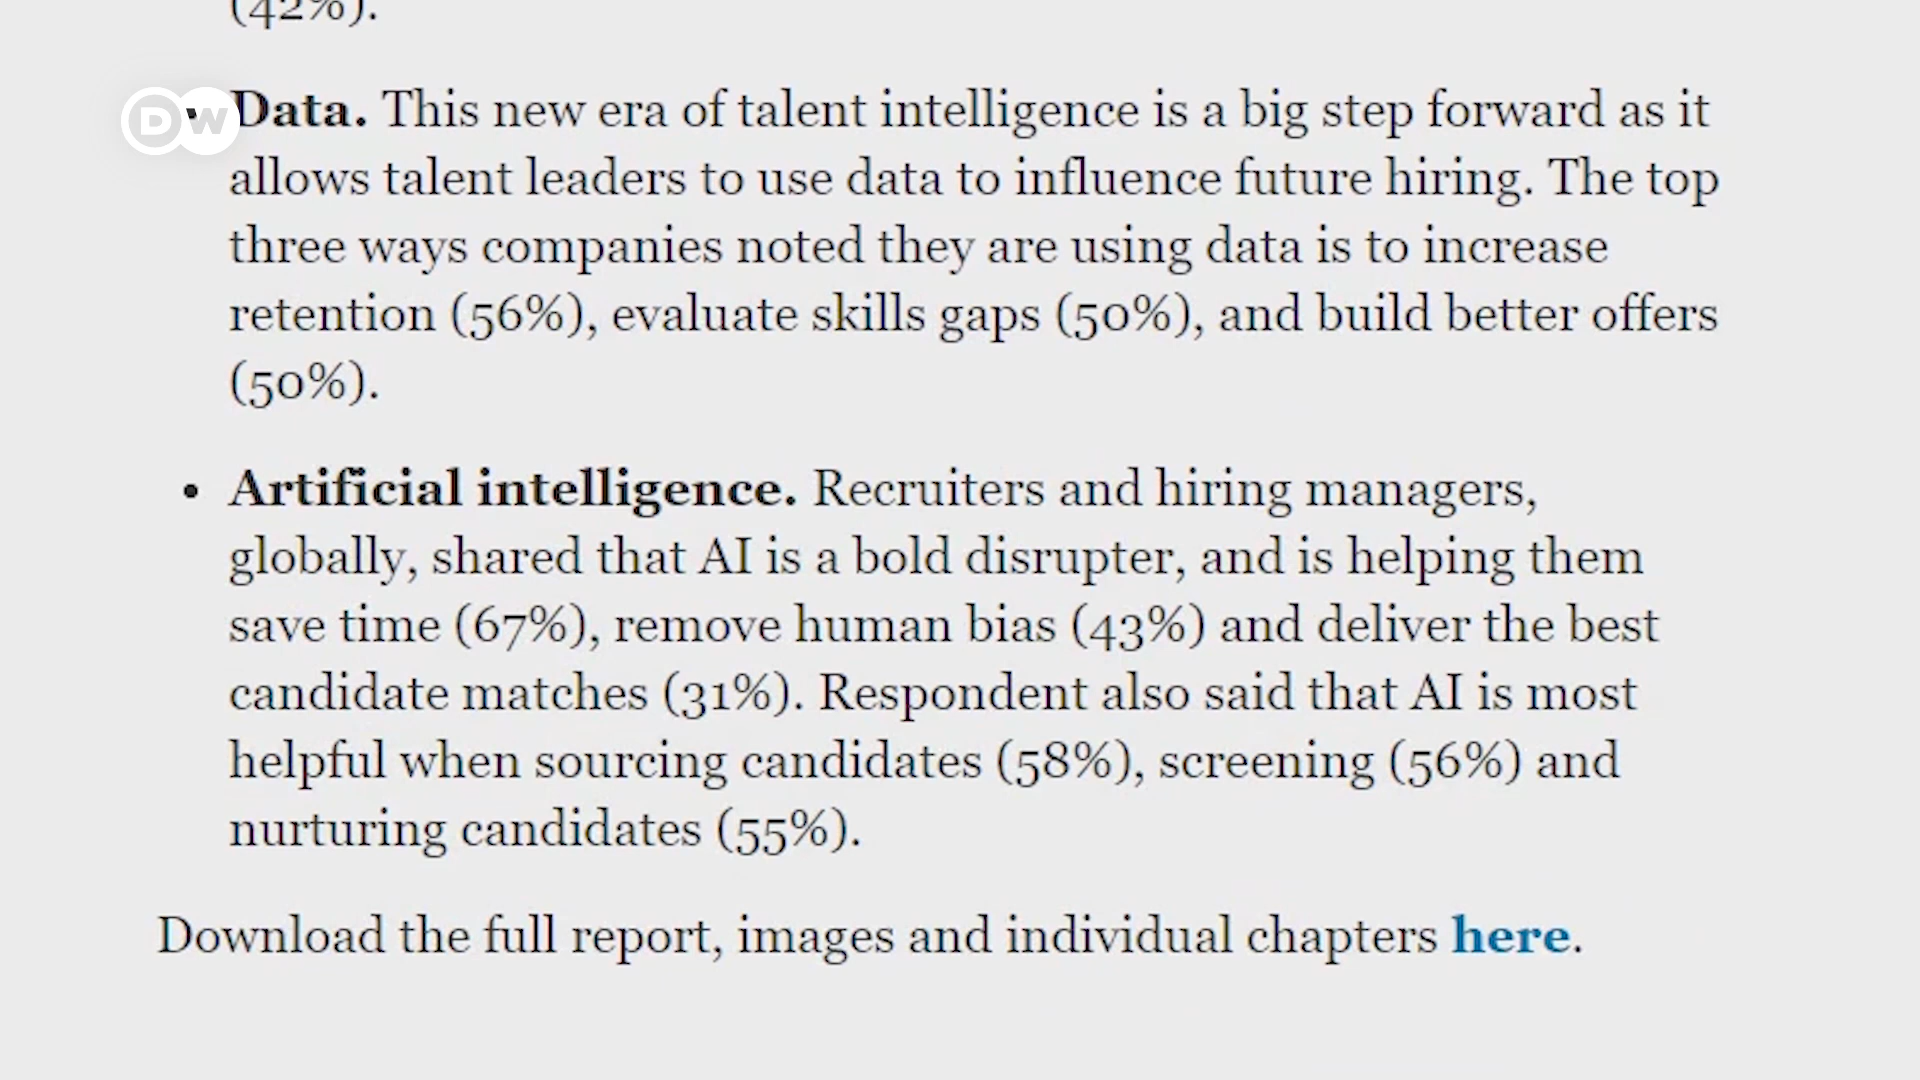 (42%).
DW
Data. This new era of talent intelligence is a big step forward as it
allows talent leaders to use data to influence future hiring. The top
three ways companies noted they are using data is to increase
retention (56%), evaluate skills gaps (50%), and build better offers
(50%).
• Artificial intelligence. Recruiters and hiring managers,
globally, shared that AI is a bold disrupter, and is helping them
save time (67%), remove human bias (43%) and deliver the best
candidate matches (31%). Respondent also said that AI is most
helpful when sourcing candidates (58%), screening (56%) and
nurturing candidates (55%).
Download the full report, images and individual chapters here.